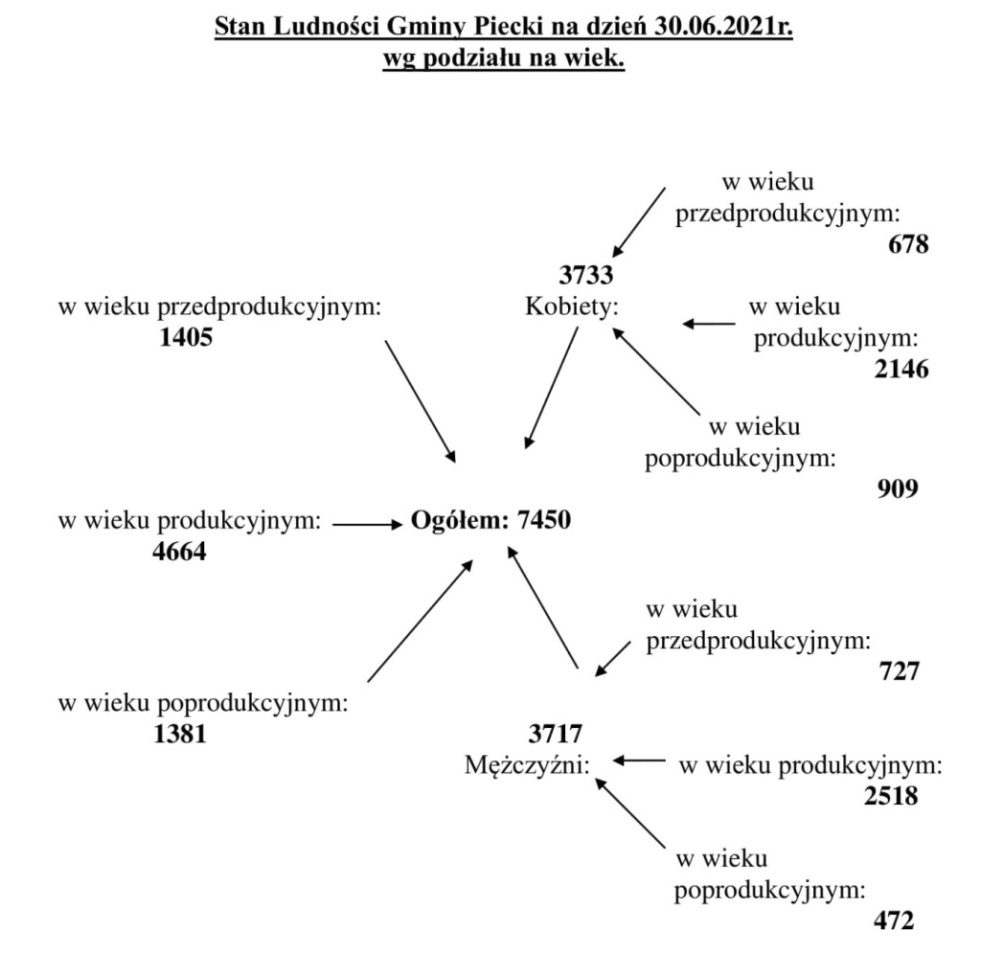 Stan Ludności Gminy Piecki na dzień 30.06.2021r.
wg podziału na wiek.
w wieku
przedprodukcyjnym:
678
3733
Kobiety:
w wieku przedprodukcyjnym:
1405
w wieku
produkcyjnym:
2146
w wieku
poprodukcyjnym:
909
w wieku produkcyjnym:
4664
Ogółem: 7450
w wieku
przedprodukcyjnym:
727
w wieku poprodukcyjnym:
1381
3717
Mężczyźni:
w wieku produkcyjnym:
2518
w wieku
poprodukcyjnym:
472